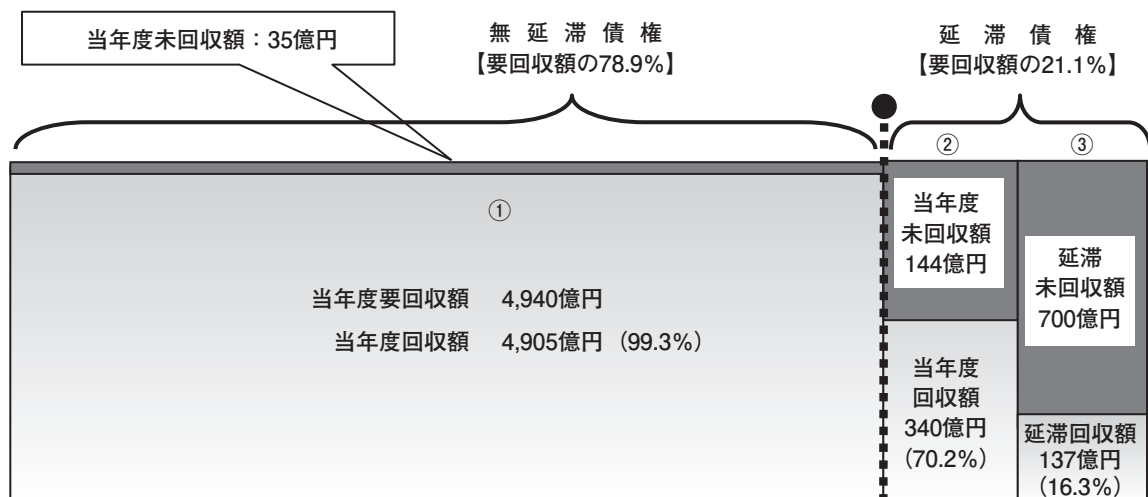 当年度未回収額：35億円
無延滞債権
【要回収額の78.9%】
延滞債権
【要回収額の21.1%】
①
当年度要回収額　4,940億円
当年度回収額　4,905億円（99.3%）
②
当年度
未回収額
144億円
当年度
回収額
340億円
（70.2%）
③
延滞
未回収額
700億円
延滞回収額
137億円
（16.3%）